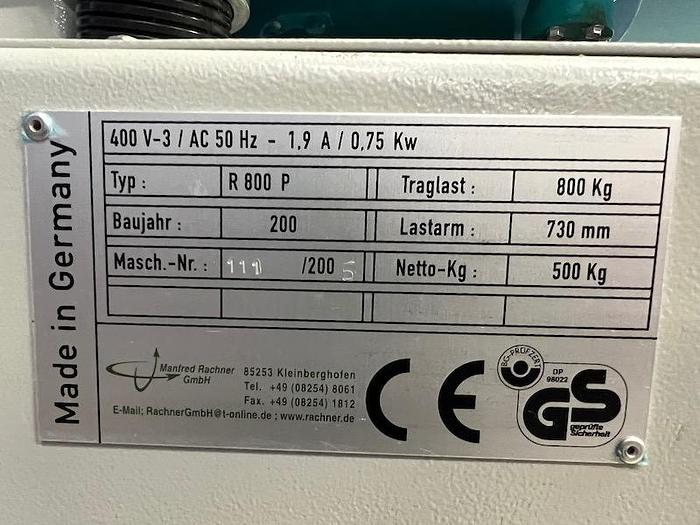 400 V-3 / AC 50 Hz - 1,9 A / 0,75 Kw
Typ : R 800 P Traglast : 800 Kg
Baujahr : 200 Lastarm : 730 mm
Masch.-Nr. : 111 /200 5 Netto-Kg : 500 Kg
Made in Germany
Manfred Rachner
GmbH
85253 Kleinberghofen
Tel. +49 (08254) 8061
Fax. +49 (08254) 1812
E-Mail; RachnerGmbH@t-online.de ; www.rachner.de
CE
BG-PRÜFZERT
DP
98022
GS
geprüfte
Sicherheit